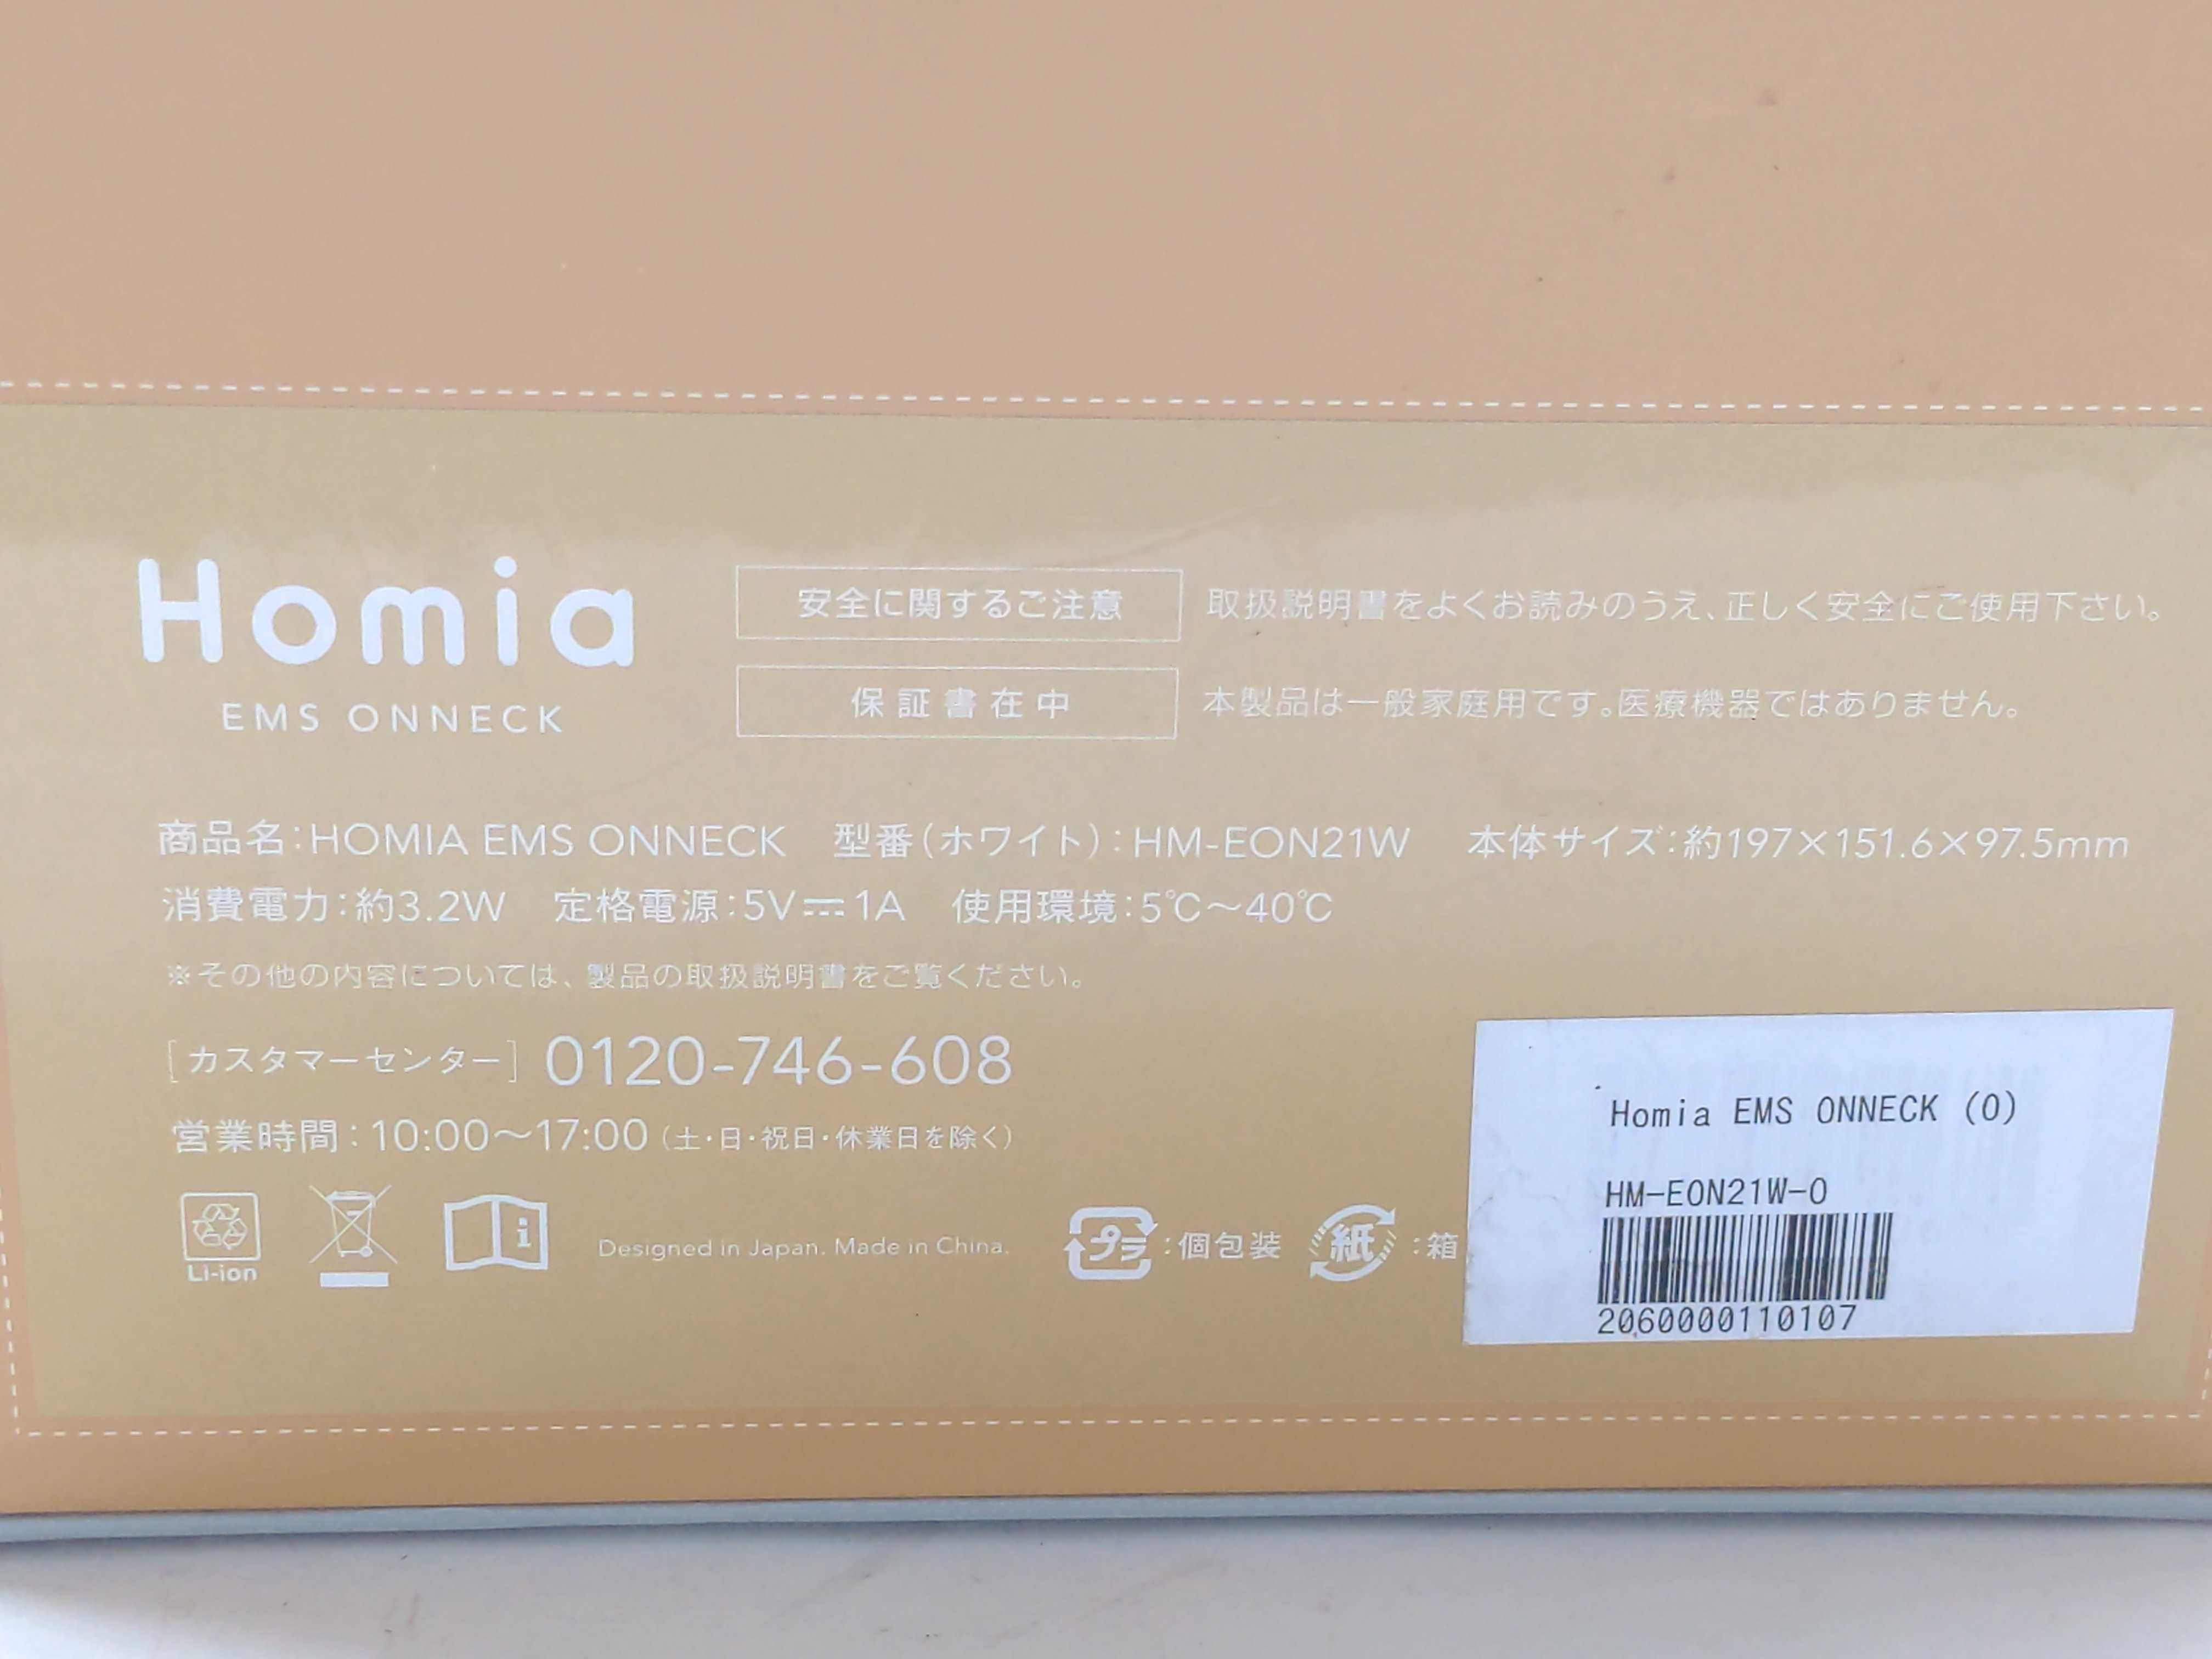 Homia
EMS ONNECK
安全に関するご注意 取扱説明書をよくお読みのうえ、正しく安全にご使用下さい。
保証書在中 本製品は一般家庭用です。医療機器ではありません。
商品名：HOMIA EMS ONNECK 型番（ホワイト）：HM-EON21W 本体サイズ：約197×151.6×97.5mm
消費電力：約3.2W 定格電源：5V⎓1A 使用環境：5℃～40℃
※その他の内容については、製品の取扱説明書をご覧ください。
［カスタマーセンター］ 0120-746-608
営業時間：10:00～17:00（土・日・祝日・休業日を除く）
Li-ion
Designed in Japan. Made in China.
プラ：個包装 紙：箱
Homia EMS ONNECK (O)
HM-EON21W-O
2060000110107